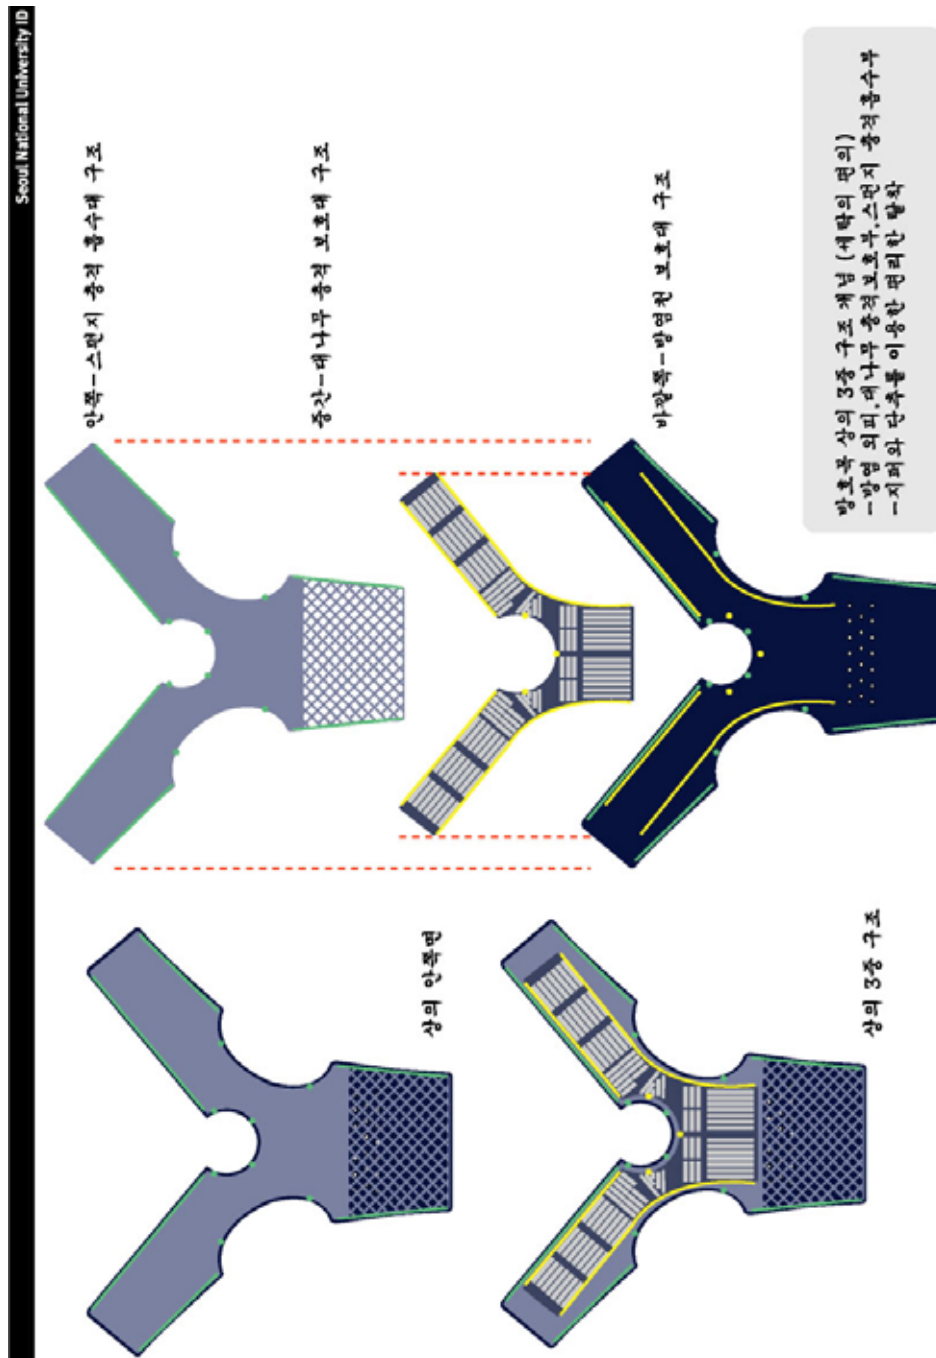 Seoul National University ID
안쪽-스펀지 충격 흡수대 구조
중간-대나무 충격 보호대 구조
바깥쪽-방염천 보호대 구조
상의 안쪽면
상의 3중 구조
방호복 상의 3중 구조 개념 (세탁의 편의)
-방염 외피,대나무 충격보호부,스펀지 충격흡수부
-지퍼와 단추를 이용한 편리한 탈착